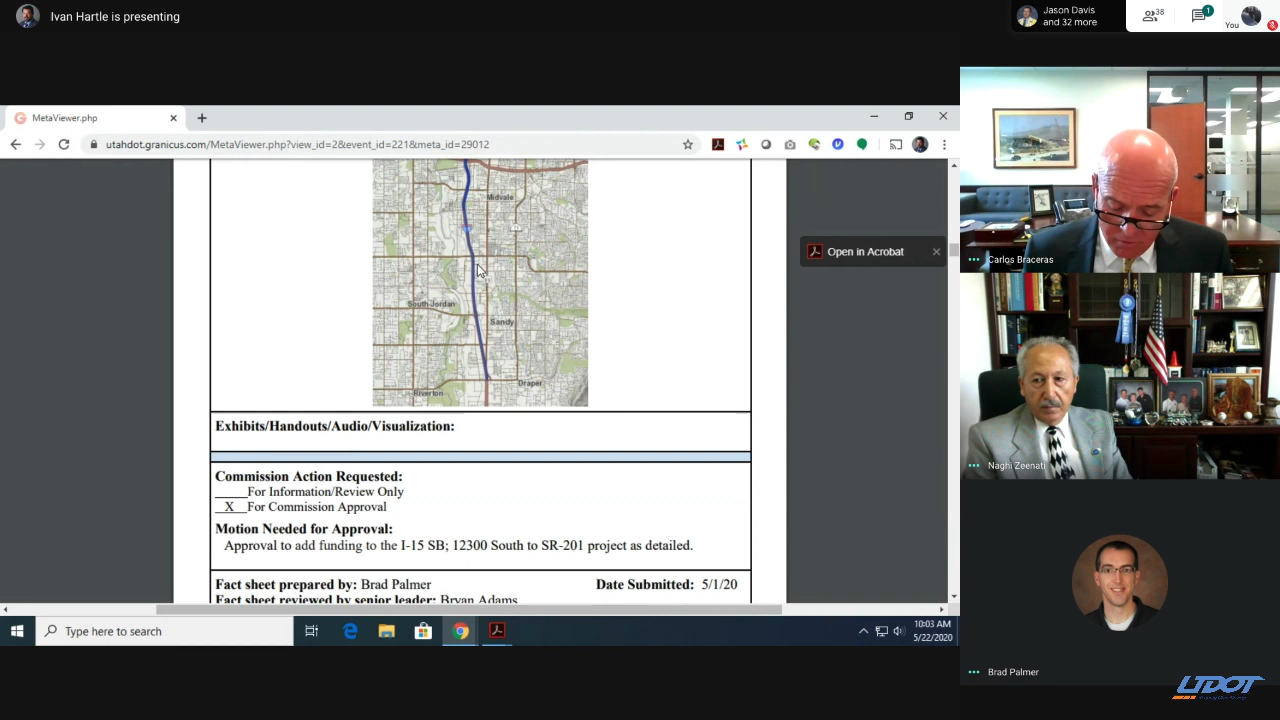 Ivan Hartle is presenting
Jason Davis
and 32 more
38
1
You
MetaViewer.php
utahdot.granicus.com/MetaViewer.php?view_id=2&event_id=221&meta_id=29012
Midvale
Open in Acrobat
South Jordan
Sandy
Draper
Riverton
Exhibits/Handouts/Audio/Visualization:
Commission Action Requested:
_____For Information/Review Only
__X__For Commission Approval
Motion Needed for Approval:
Approval to add funding to the I-15 SB; 12300 South to SR-201 project as detailed.
Fact sheet prepared by: Brad Palmer Date Submitted: 5/1/20
Fact sheet reviewed by senior leader: Bryan Adams
Type here to search
10:03 AM
5/22/2020
Carlos Braceras
Naghi Zeenati
Brad Palmer
UDOT